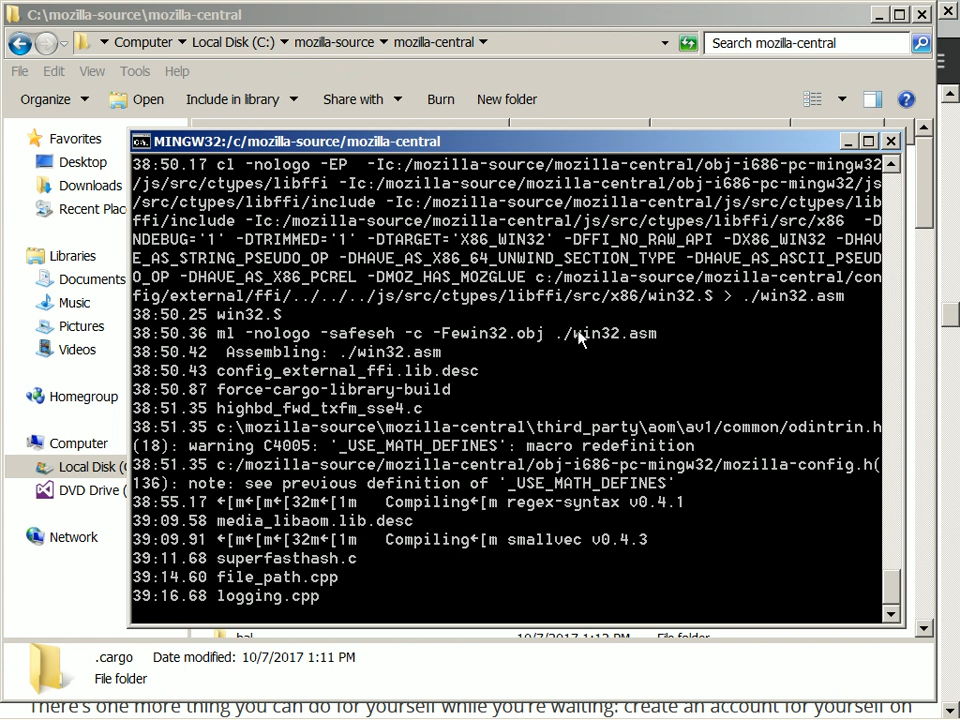 C:\mozilla-source\mozilla-central
Computer Local Disk (C:) mozilla-source mozilla-central
Search mozilla-central
File Edit View Tools Help
Organize Open Include in library Share with Burn New folder
Favorites
Desktop
Downloads
Recent Plac
Libraries
Documents
Music
Pictures
Videos
Homegroup
Computer
Local Disk (
DVD Drive (
Network
MINGW32:/c/mozilla-source/mozilla-central
38:50.17 cl -nologo -EP  -Ic:/mozilla-source/mozilla-central/obj-i686-pc-mingw32
/js/src/ctypes/libffi -Ic:/mozilla-source/mozilla-central/obj-i686-pc-mingw32/js
/src/ctypes/libffi/include -Ic:/mozilla-source/mozilla-central/js/src/ctypes/lib
ffi/include -Ic:/mozilla-source/mozilla-central/js/src/ctypes/libffi/src/x86  -D
NDEBUG='1' -DTRIMMED='1' -DTARGET='X86_WIN32' -DFFI_NO_RAW_API -DX86_WIN32 -DHAV
E_AS_STRING_PSEUDO_OP -DHAVE_AS_X86_64_UNWIND_SECTION_TYPE -DHAVE_AS_ASCII_PSEUD
O_OP -DHAVE_AS_X86_PCREL -DMOZ_HAS_MOZGLUE c:/mozilla-source/mozilla-central/con
fig/external/ffi/../../../js/src/ctypes/libffi/src/x86/win32.S > ./win32.asm
38:50.25 win32.S
38:50.36 ml -nologo -safeseh -c -Fewin32.obj ./win32.asm
38:50.42  Assembling: ./win32.asm
38:50.43 config_external_ffi.lib.desc
38:50.87 force-cargo-library-build
38:51.35 highbd_fwd_txfm_sse4.c
38:51.35 c:\mozilla-source\mozilla-central\third_party\aom\av1/common/odintrin.h
(18): warning C4005: '_USE_MATH_DEFINES': macro redefinition
38:51.35 c:/mozilla-source/mozilla-central/obj-i686-pc-mingw32/mozilla-config.h(
136): note: see previous definition of '_USE_MATH_DEFINES'
38:55.17 ←[m←[m←[32m←[1m   Compiling←[m regex-syntax v0.4.1
39:09.58 media_libaom.lib.desc
39:09.91 ←[m←[m←[32m←[1m   Compiling←[m smallvec v0.4.3
39:11.68 superfasthash.c
39:14.60 file_path.cpp
39:16.68 logging.cpp
hal 10/7/2017 1:12 PM File folder
.cargo Date modified: 10/7/2017 1:11 PM
File folder
There's one more thing you can do for yourself while you're waiting: create an account for yourself on